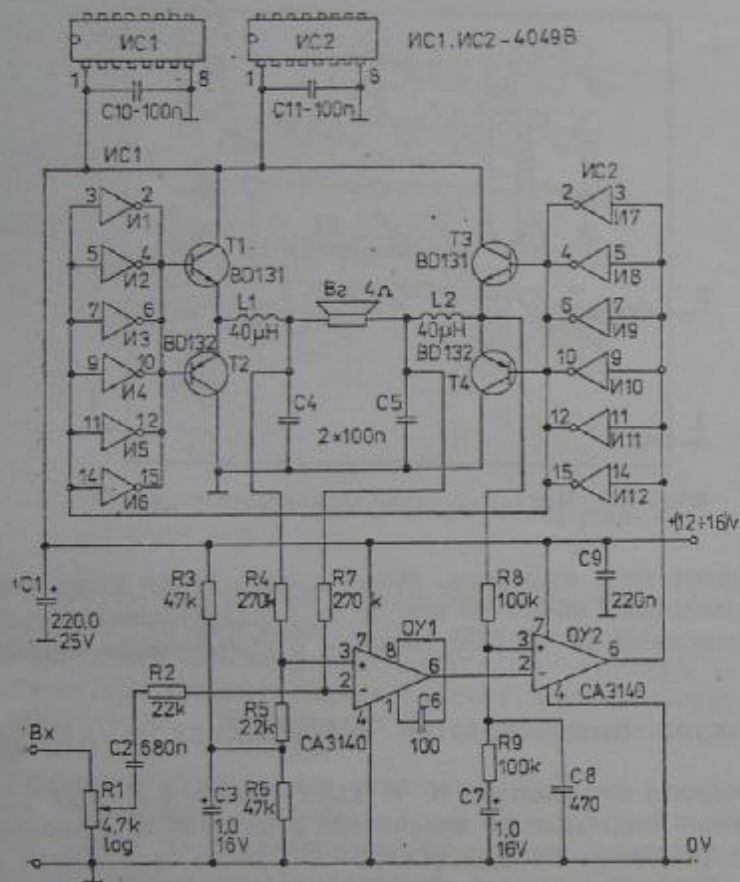 ИС1
ИС2
ИС1.ИС2-4049B
1
8
1
8
C10-100n
C11-100n
ИС1
ИС2
3
2
И1
5
4
И2
7
6
И3
9
10
И4
11
12
И5
14
15
И6
T1
BD131
BD132
T2
L1
40µH
Вг
4Ω
L2
40µH
T3
BD131
BD132
T4
2
3
И7
4
5
И8
6
7
И9
10
9
И10
12
11
И11
15
14
И12
C4
C5
2×100n
+(12÷16)V
C1
+
220,0
25V
R3
47k
R4
270k
R7
270k
R8
100k
C9
220n
R2
22k
C2
680n
Вх
R1
4,7k
log
R5
22k
C3
+
1,0
16V
R6
47k
3
+
2
-
7
8
ОУ1
6
1
4
C6
100
CA3140
3
+
2
-
7
ОУ2
6
4
CA3140
R9
100k
C7
+
1,0
16V
C8
470
0V